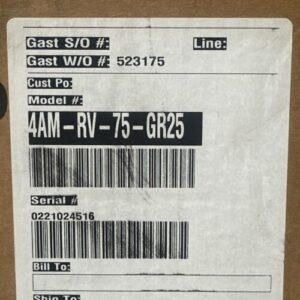 Gast S/O #: Line:
Gast W/O #: 523175
Cust Po:
Model #:
4AM-RV-75-GR25
Serial #
0221024516
Bill To:
Ship To: